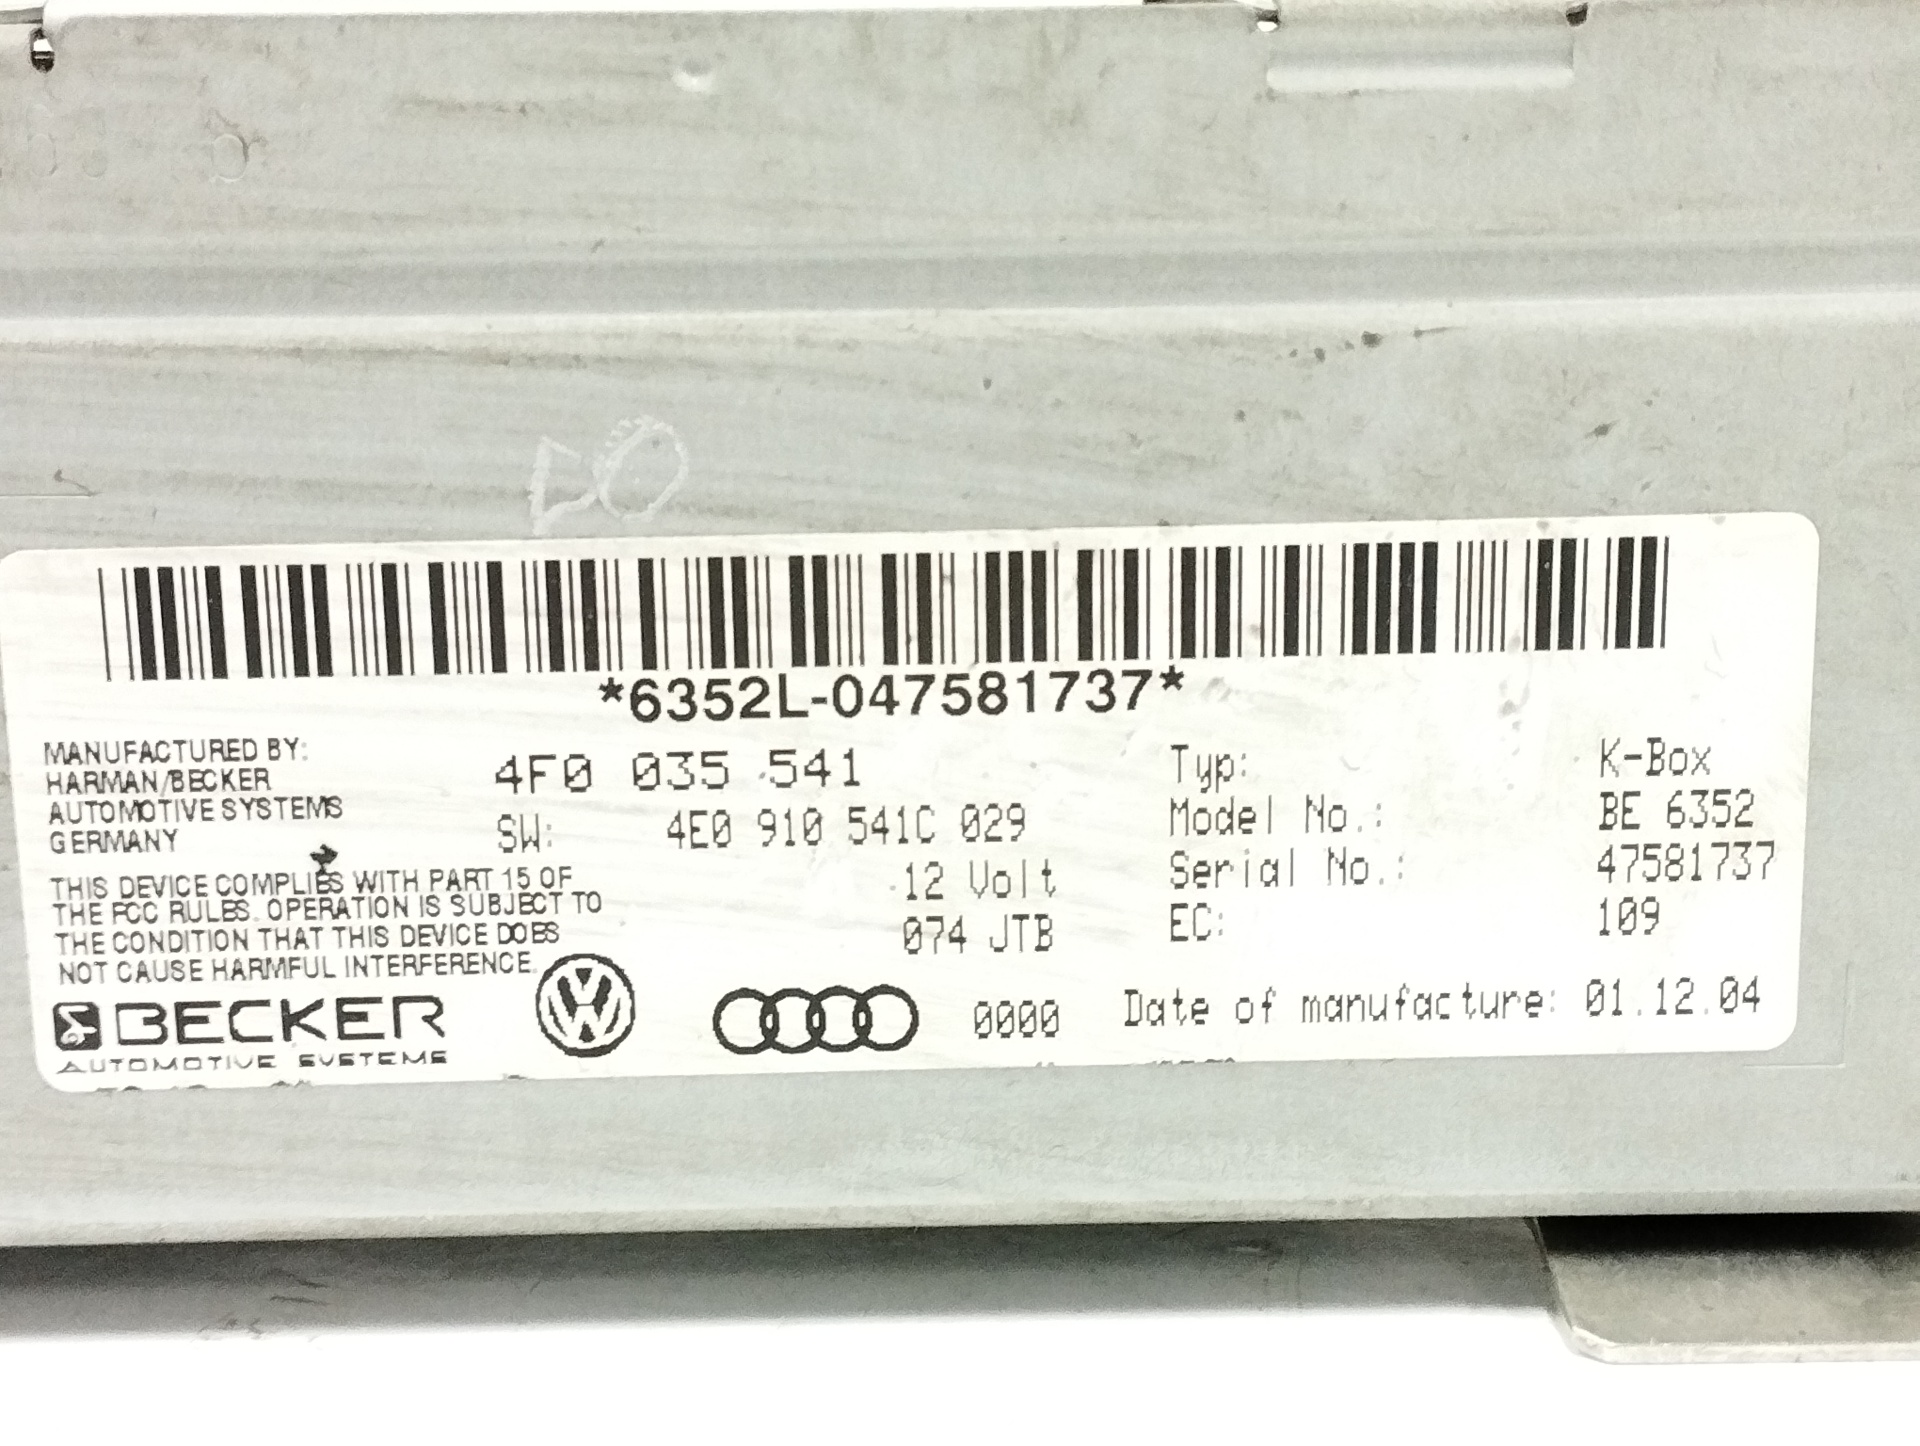 *6352L-047581737*
MANUFACTURED BY:
HARMAN/BECKER
AUTOMOTIVE SYSTEMS
GERMANY
THIS DEVICE COMPLIES WITH PART 15 OF
THE FCC RULES. OPERATION IS SUBJECT TO
THE CONDITION THAT THIS DEVICE DOES
NOT CAUSE HARMFUL INTERFERENCE.
BECKER
AUTOMOTIVE SYSTEMS
4F0 035 541
SW: 4E0 910 541C 029
12 Volt
074 JTB
0000
Typ: K-Box
Model No.: BE 6352
Serial No.: 47581737
EC: 109
Date of manufacture: 01.12.04